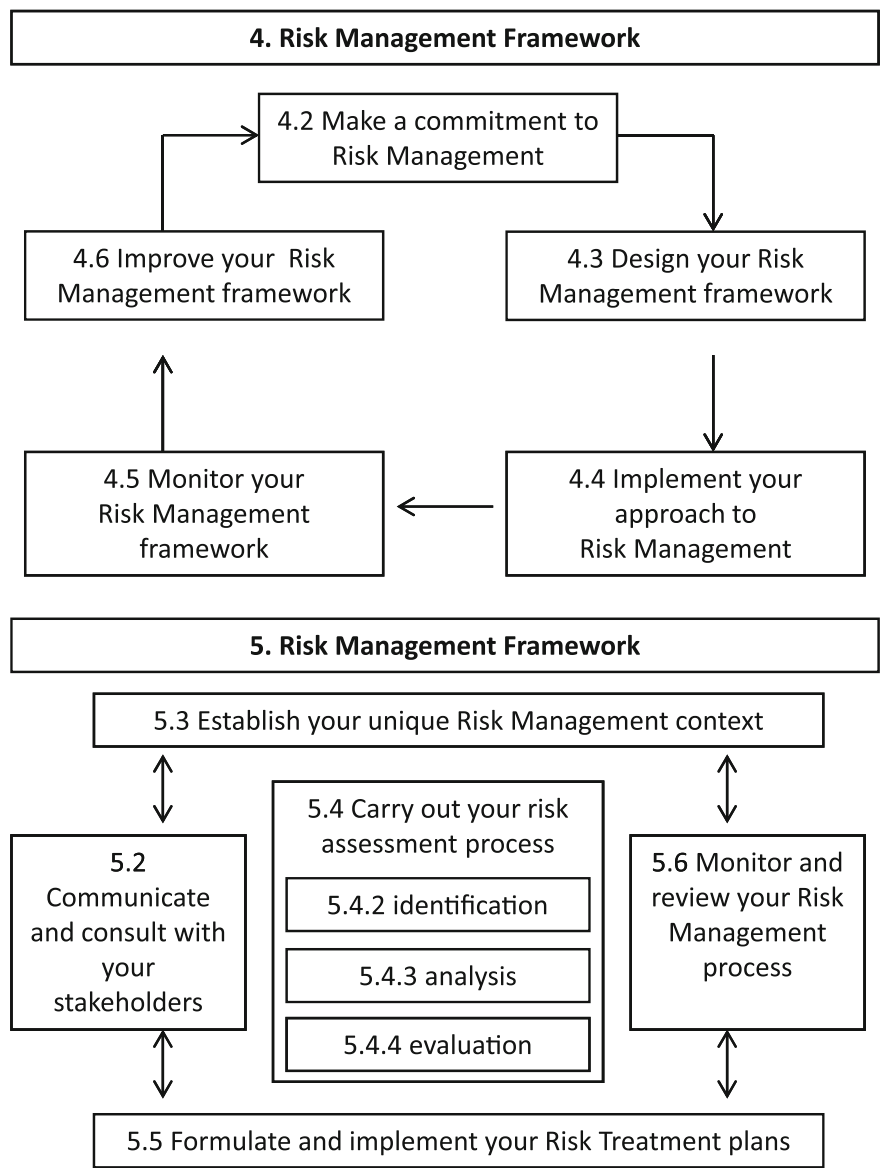 4. Risk Management Framework
4.2 Make a commitment to
Risk Management
4.6 Improve your Risk
Management framework
4.3 Design your Risk
Management framework
4.5 Monitor your
Risk Management
framework
4.4 Implement your
approach to
Risk Management
5. Risk Management Framework
5.3 Establish your unique Risk Management context
5.2
Communicate
and consult with
your
stakeholders
5.4 Carry out your risk
assessment process
5.4.2 identification
5.4.3 analysis
5.4.4 evaluation
5.6 Monitor and
review your Risk
Management
process
5.5 Formulate and implement your Risk Treatment plans